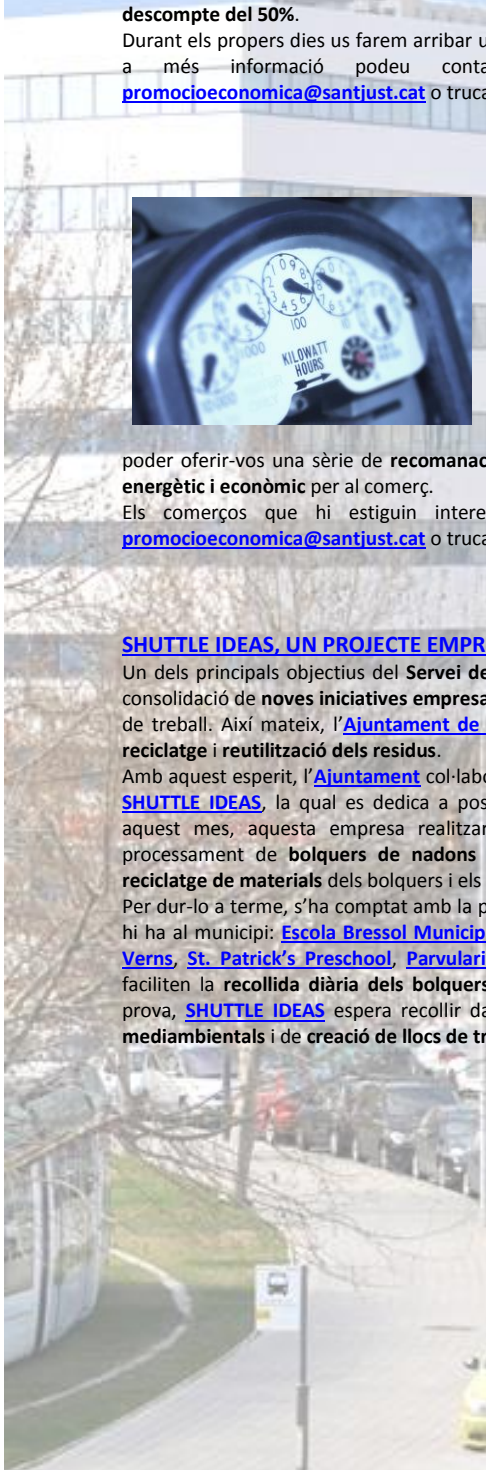 descompte del 50%.
Durant els propers dies us farem arribar u
a més informació podeu conta
promocioeconomica@santjust.cat o truca
100
KILOWATT
HOURS
poder oferir-vos una sèrie de recomanac
energètic i econòmic per al comerç.
Els comerços que hi estiguin intere
promocioeconomica@santjust.cat o truca
SHUTTLE IDEAS, UN PROJECTE EMPR
Un dels principals objectius del Servei de
consolidació de noves iniciatives empresa
de treball. Així mateix, l’Ajuntament de
reciclatge i reutilització dels residus.
Amb aquest esperit, l’Ajuntament col·labo
SHUTTLE IDEAS, la qual es dedica a pos
aquest mes, aquesta empresa realitzar
processament de bolquers de nadons
reciclatge de materials dels bolquers i els
Per dur-lo a terme, s’ha comptat amb la p
hi ha al municipi: Escola Bressol Municip
Verns, St. Patrick’s Preschool, Parvulari
faciliten la recollida diària dels bolquers
prova, SHUTTLE IDEAS espera recollir da
mediambientals i de creació de llocs de tr